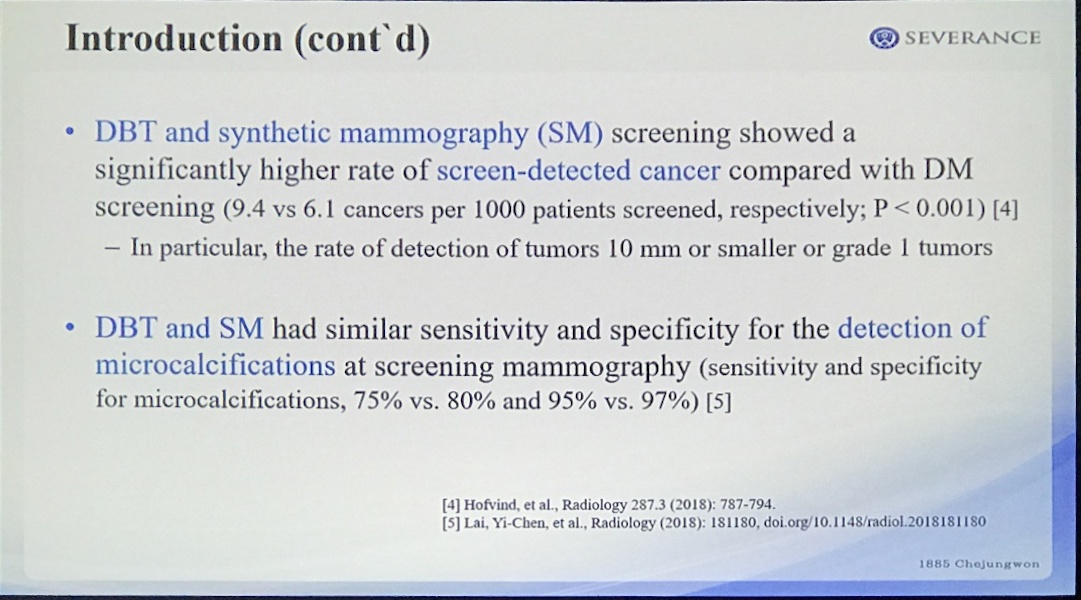 Introduction (cont`d)
SEVERANCE
• DBT and synthetic mammography (SM) screening showed a
significantly higher rate of screen-detected cancer compared with DM
screening (9.4 vs 6.1 cancers per 1000 patients screened, respectively; P < 0.001) [4]
– In particular, the rate of detection of tumors 10 mm or smaller or grade 1 tumors
• DBT and SM had similar sensitivity and specificity for the detection of
microcalcifications at screening mammography (sensitivity and specificity
for microcalcifications, 75% vs. 80% and 95% vs. 97%) [5]
[4] Hofvind, et al., Radiology 287.3 (2018): 787-794.
[5] Lai, Yi-Chen, et al., Radiology (2018): 181180, doi.org/10.1148/radiol.2018181180
1885 Chejungwon